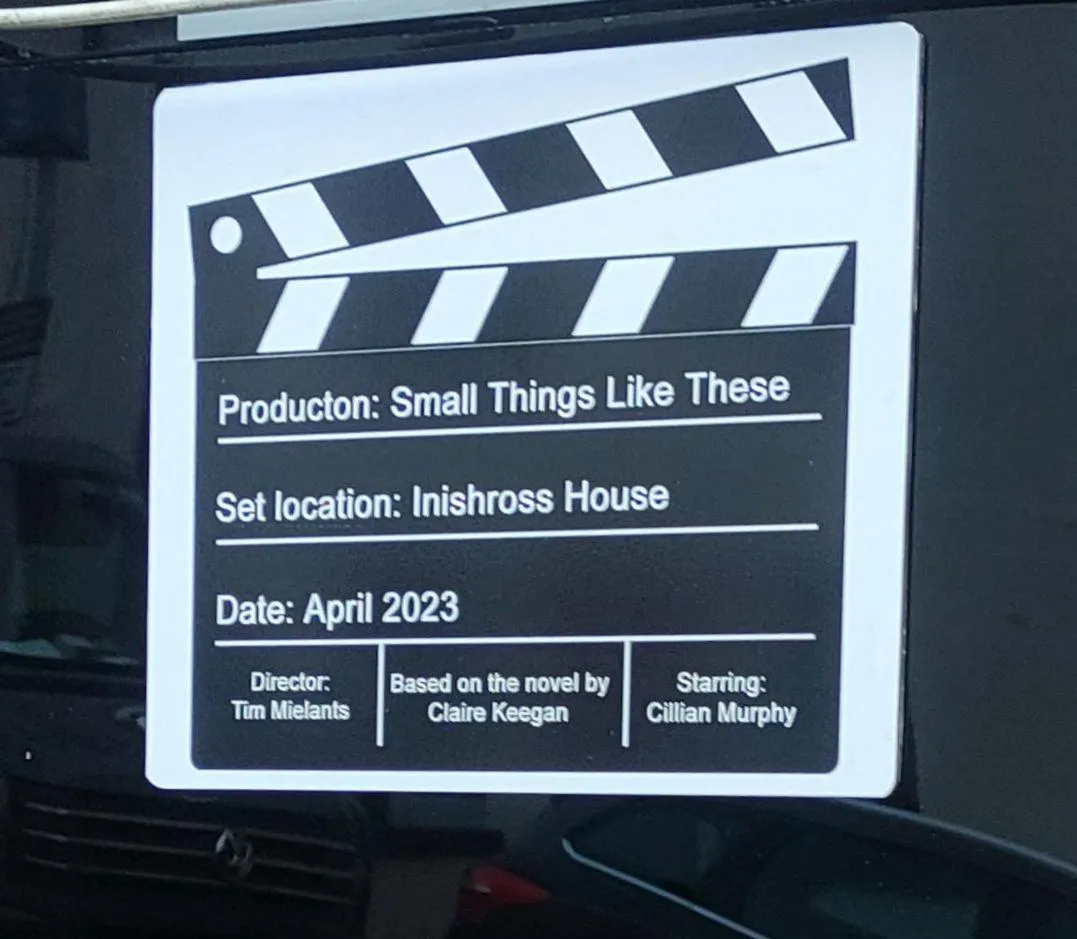 Producton: Small Things Like These
Set location: Inishross House
Date: April 2023
Director:
Tim Mielants
Based on the novel by
Claire Keegan
Starring:
Cillian Murphy